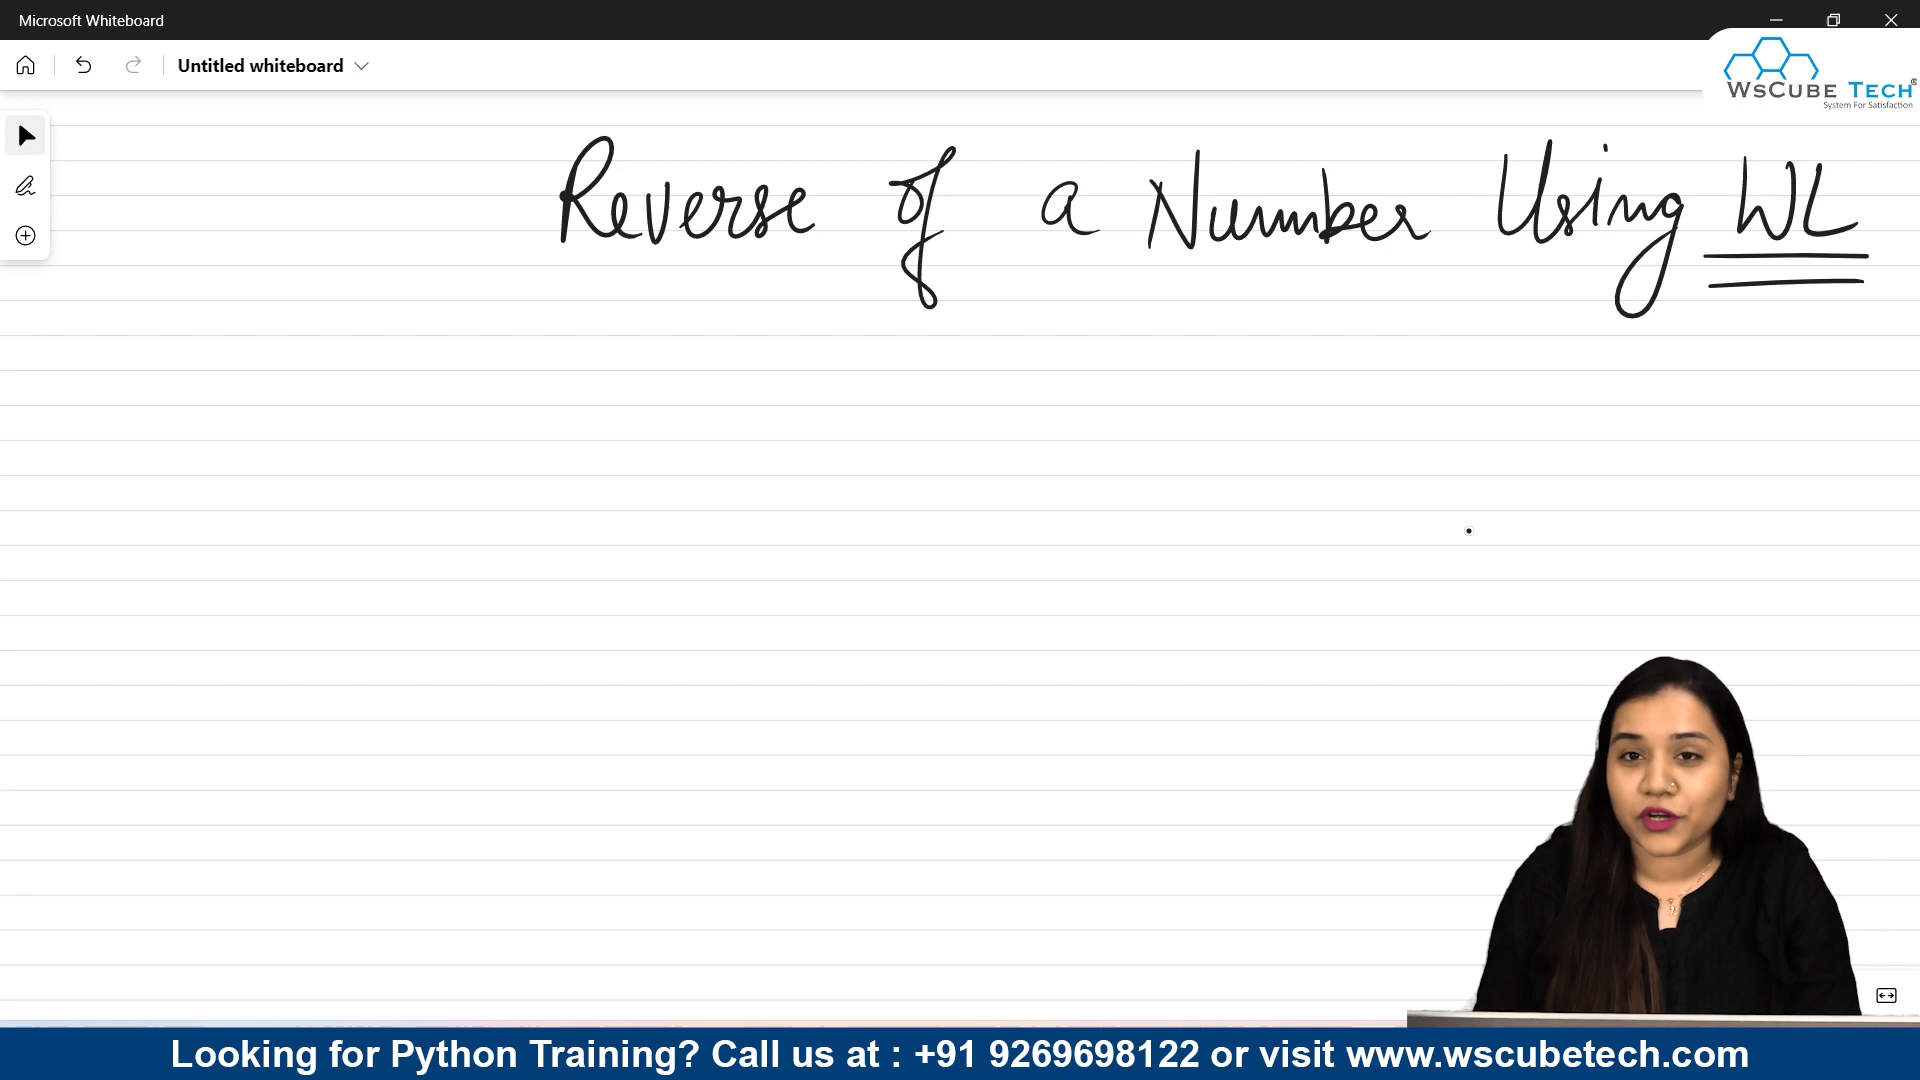 Microsoft Whiteboard
Untitled whiteboard
WsCube Tech®
System For Satisfaction
Reverse of a Number Using WL
Looking for Python Training? Call us at : +91 9269698122 or visit www.wscubetech.com